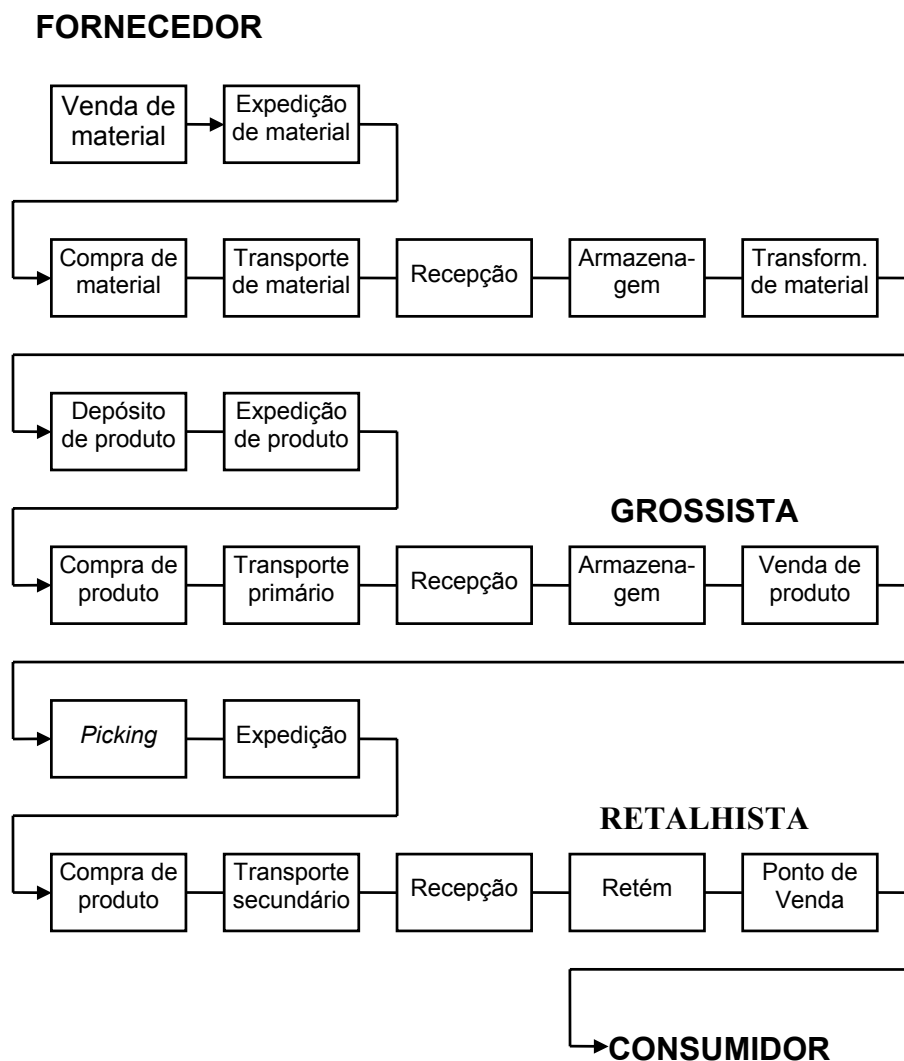 FORNECEDOR
Venda de
material
Expedição
de material
Compra de
material
Transporte
de material
Recepção
Armazena-
gem
Transform.
de material
Depósito
de produto
Expedição
de produto
GROSSISTA
Compra de
produto
Transporte
primário
Recepção
Armazena-
gem
Venda de
produto
Picking
Expedição
RETALHISTA
Compra de
produto
Transporte
secundário
Recepção
Retém
Ponto de
Venda
CONSUMIDOR